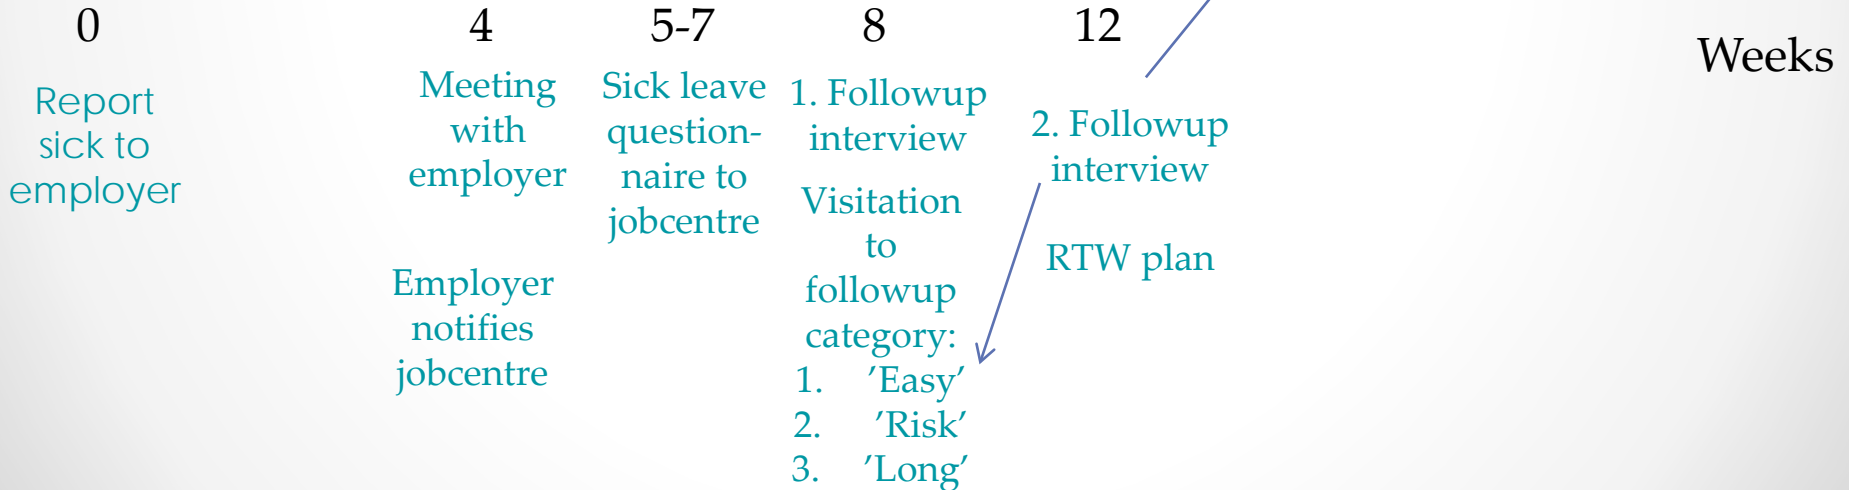 0
4
5-7
8
12
Weeks
Report
sick to
employer
Meeting
with
employer
Employer
notifies
jobcentre
Sick leave
question-
naire to
jobcentre
1. Followup
interview
Visitation
to
followup
category:
1. ’Easy’
2. ’Risk’
3. ’Long’
2. Followup
interview
RTW plan